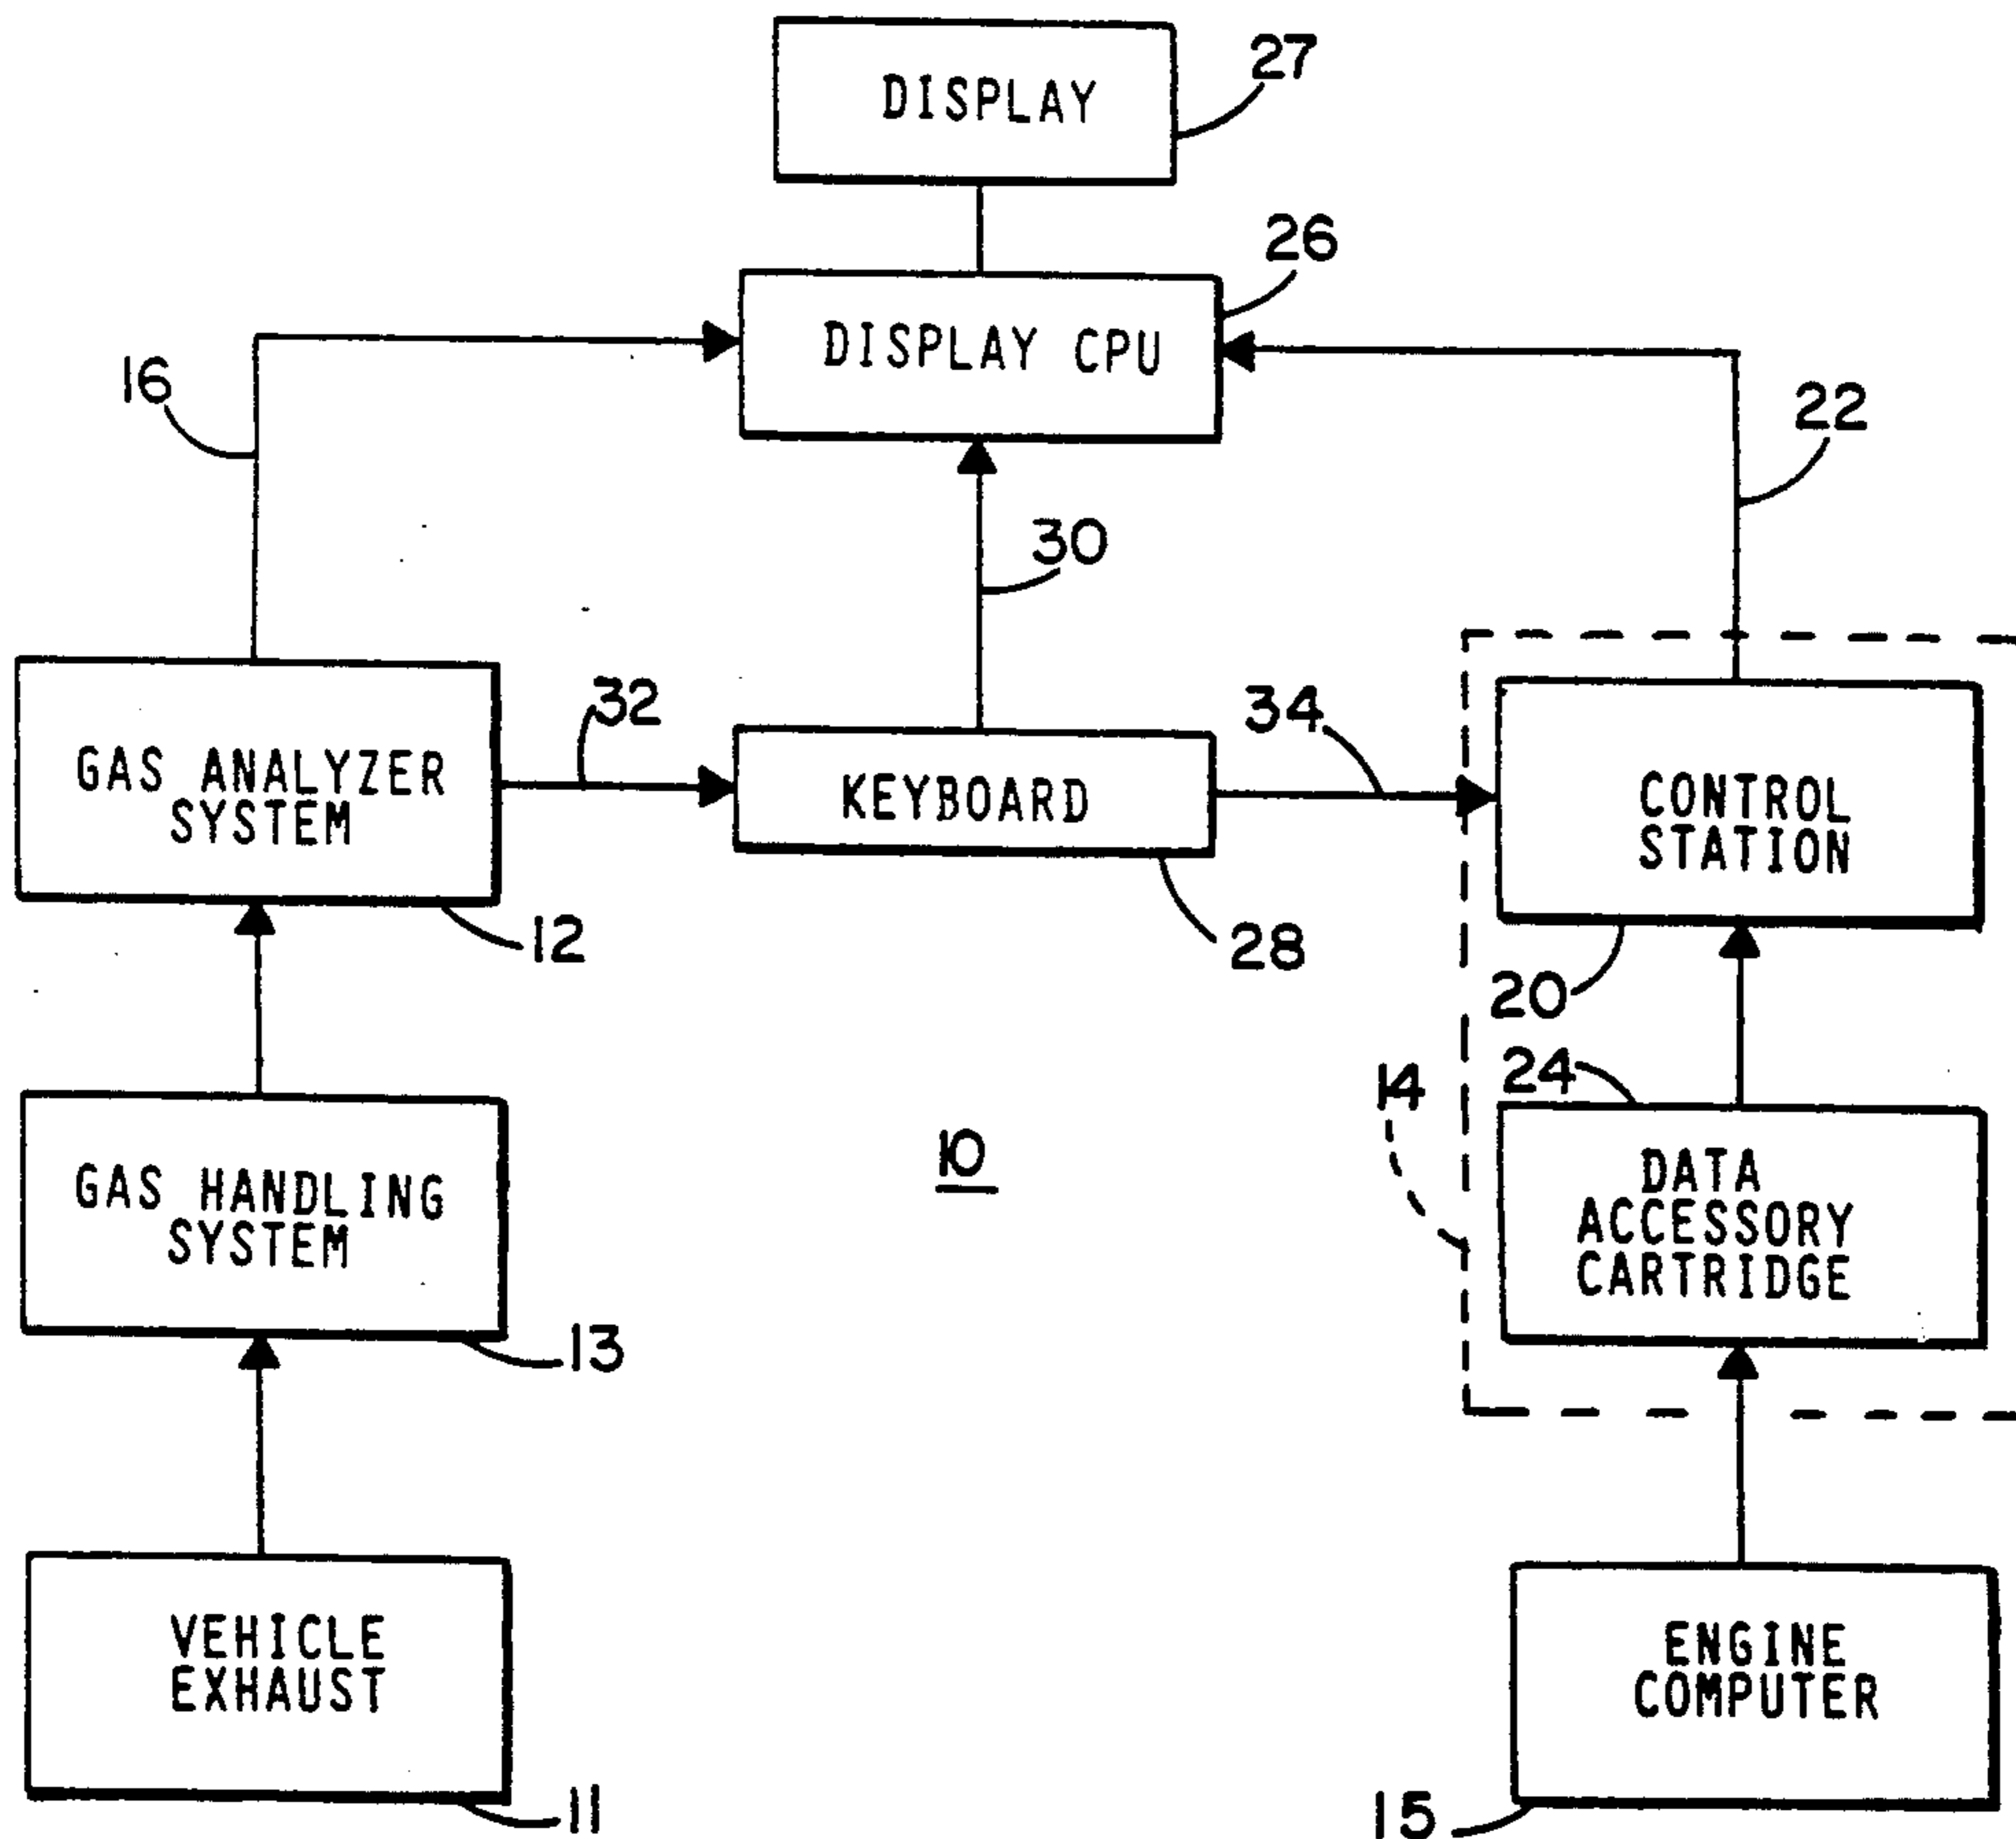 27
DISPLAY
26
DISPLAY CPU
16
22
30
32
34
GAS ANALYZER
SYSTEM
KEYBOARD
CONTROL
STATION
12
28
20
24
14
10
GAS HANDLING
SYSTEM
DATA
ACCESSORY
CARTRIDGE
13
VEHICLE
EXHAUST
ENGINE
COMPUTER
11
15